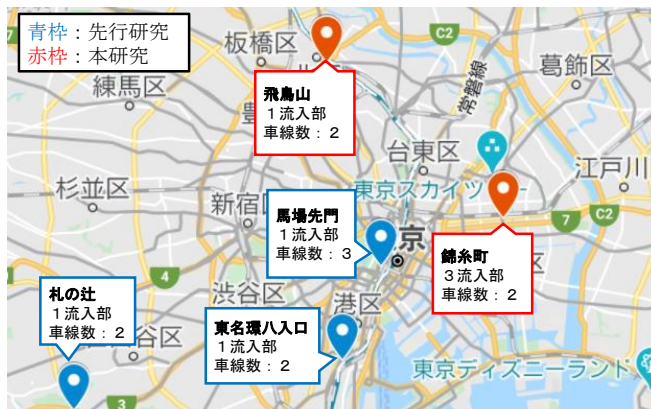 青枠：先行研究
赤枠：本研究
板橋区
C2
葛飾区
練馬区
常磐線
飛鳥山
1流入部
車線数：2
台東区
江戸川
杉並区
東京スカイツ
新宿区
馬場先門
1流入部
車線数：3
京
7
C2
錦糸町
3流入部
車線数：2
区
4
渋谷区
港区
札の辻
1流入部
車線数：2
谷区
東名環八入口
1流入部
車線数：2
東京ディズニーランド
3